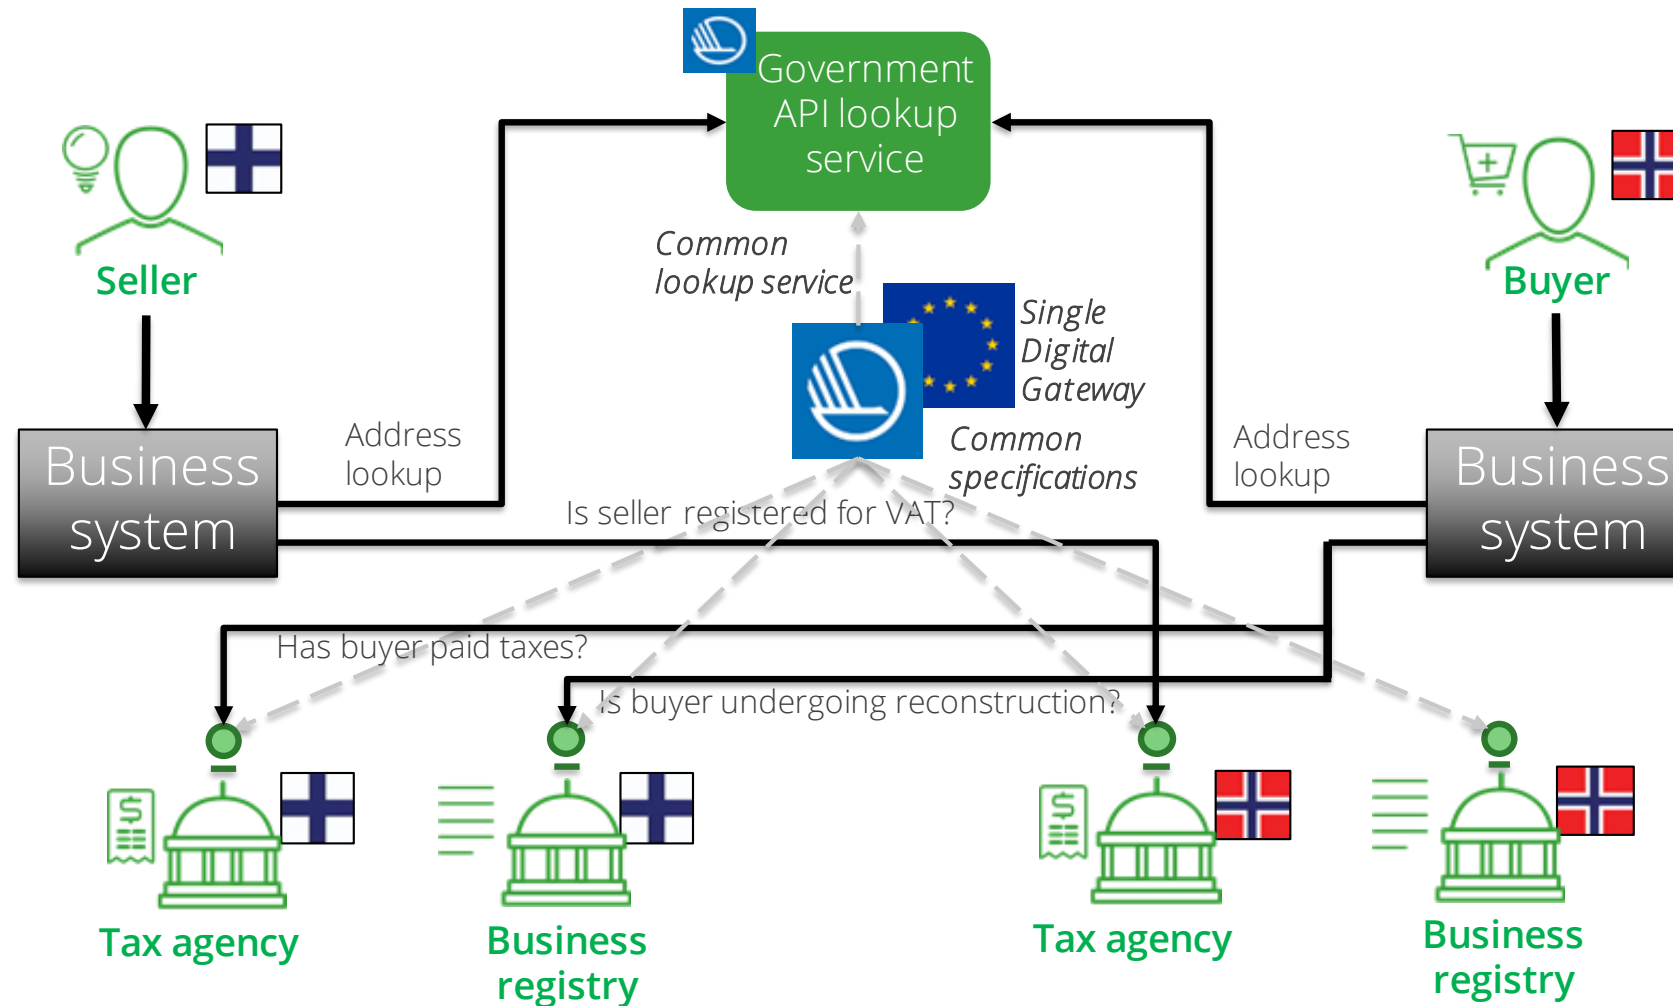 Government
API lookup
service
Seller
Buyer
Common
lookup service
Single
Digital
Gateway
Common
specifications
Business
system
Address
lookup
Address
lookup
Business
system
Is seller registered for VAT?
Has buyer paid taxes?
Is buyer undergoing reconstruction?
Tax agency
Business
registry
Tax agency
Business
registry